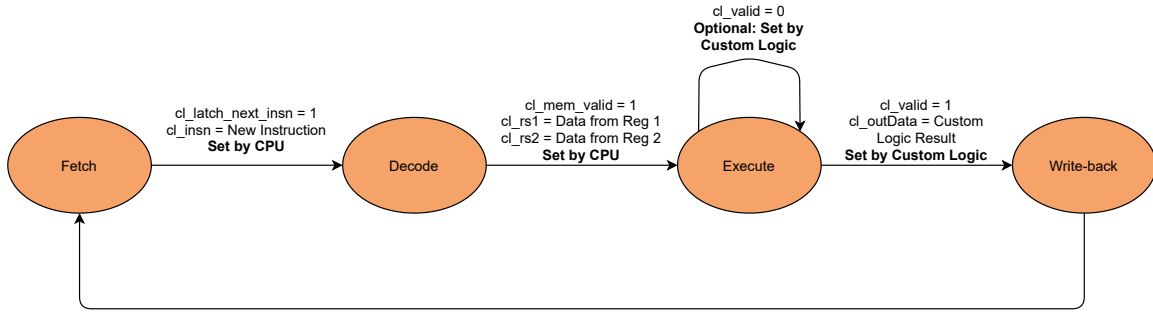 cl_valid = 0
Optional: Set by
Custom Logic
cl_latch_next_insn = 1
cl_insn = New Instruction
Set by CPU
cl_mem_valid = 1
cl_rs1 = Data from Reg 1
cl_rs2 = Data from Reg 2
Set by CPU
cl_valid = 1
cl_outData = Custom
Logic Result
Set by Custom Logic
Fetch
Decode
Execute
Write-back